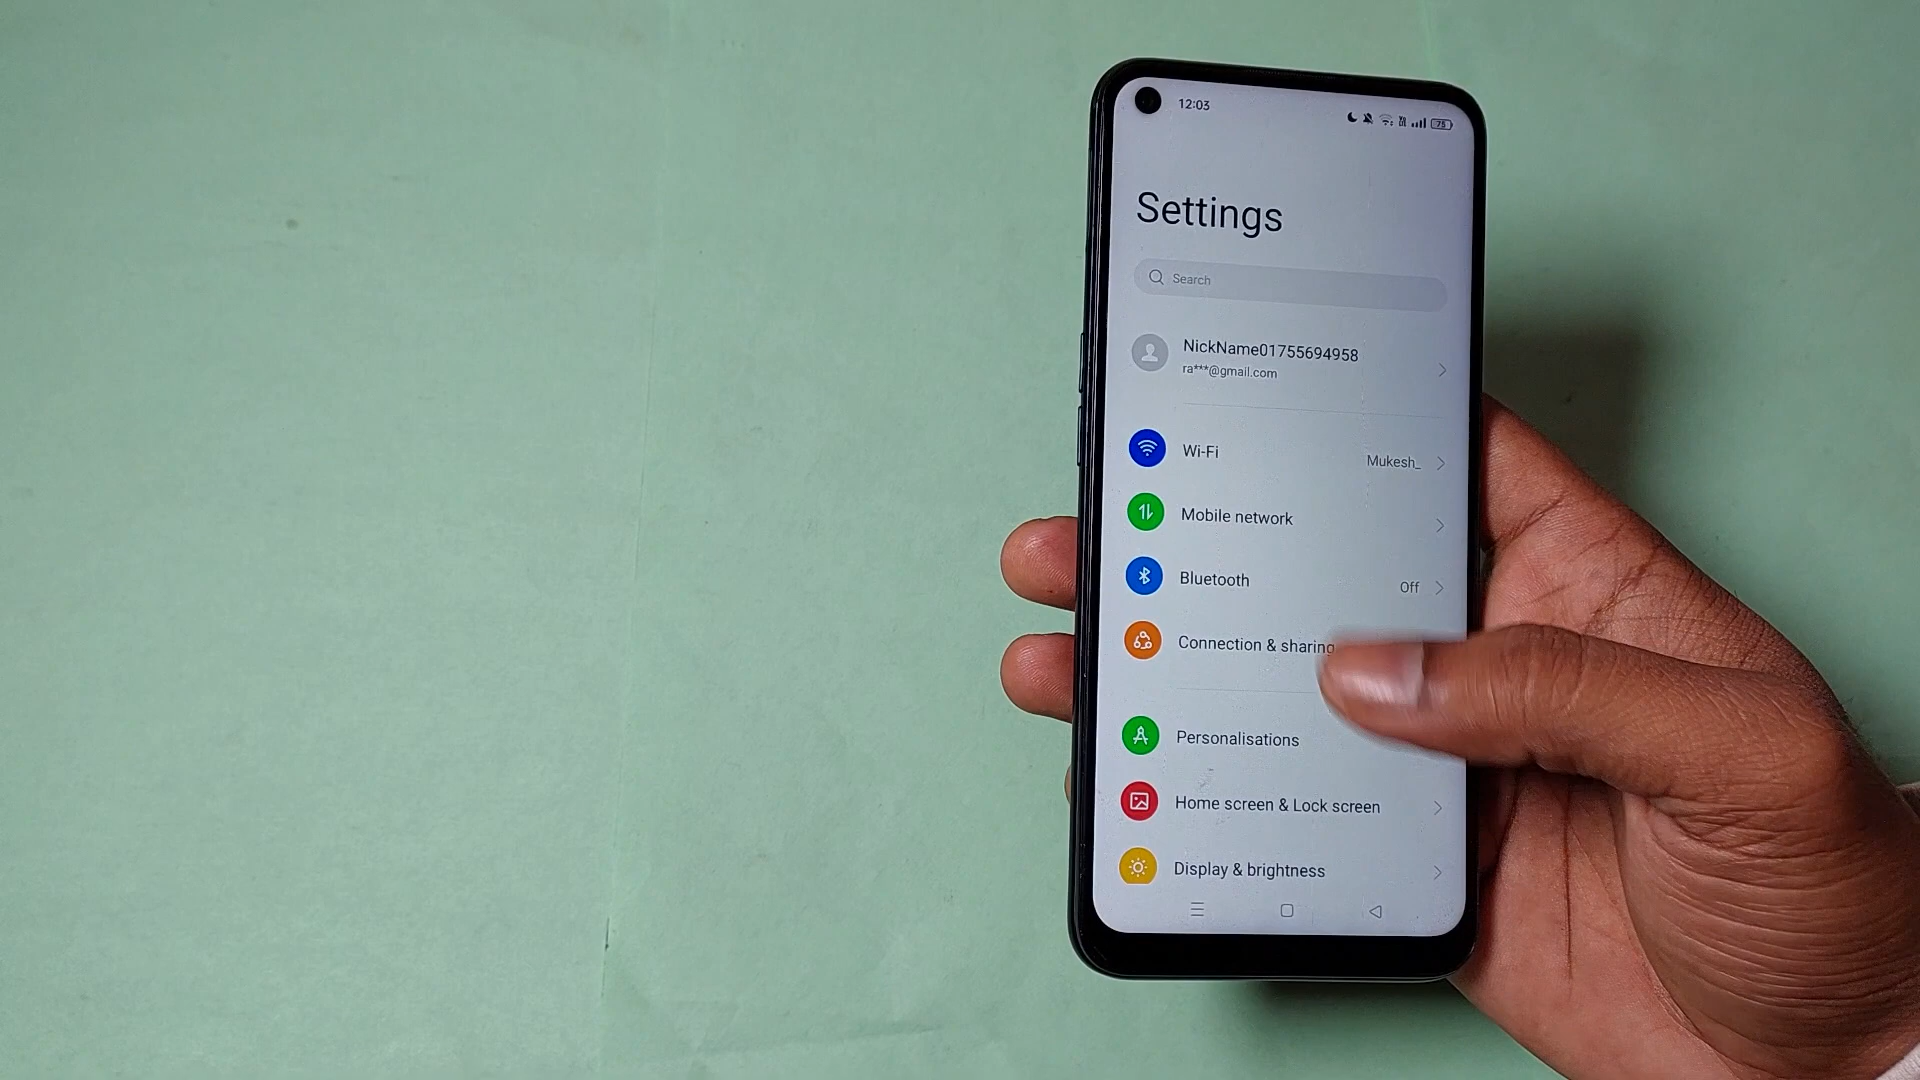 12:03
75
Settings
Search
NickName01755694958
ra***@gmail.com
Wi-Fi
Mukesh_
Mobile network
Bluetooth
Off
Connection & sharing
Personalisations
Home screen & Lock screen
Display & brightness